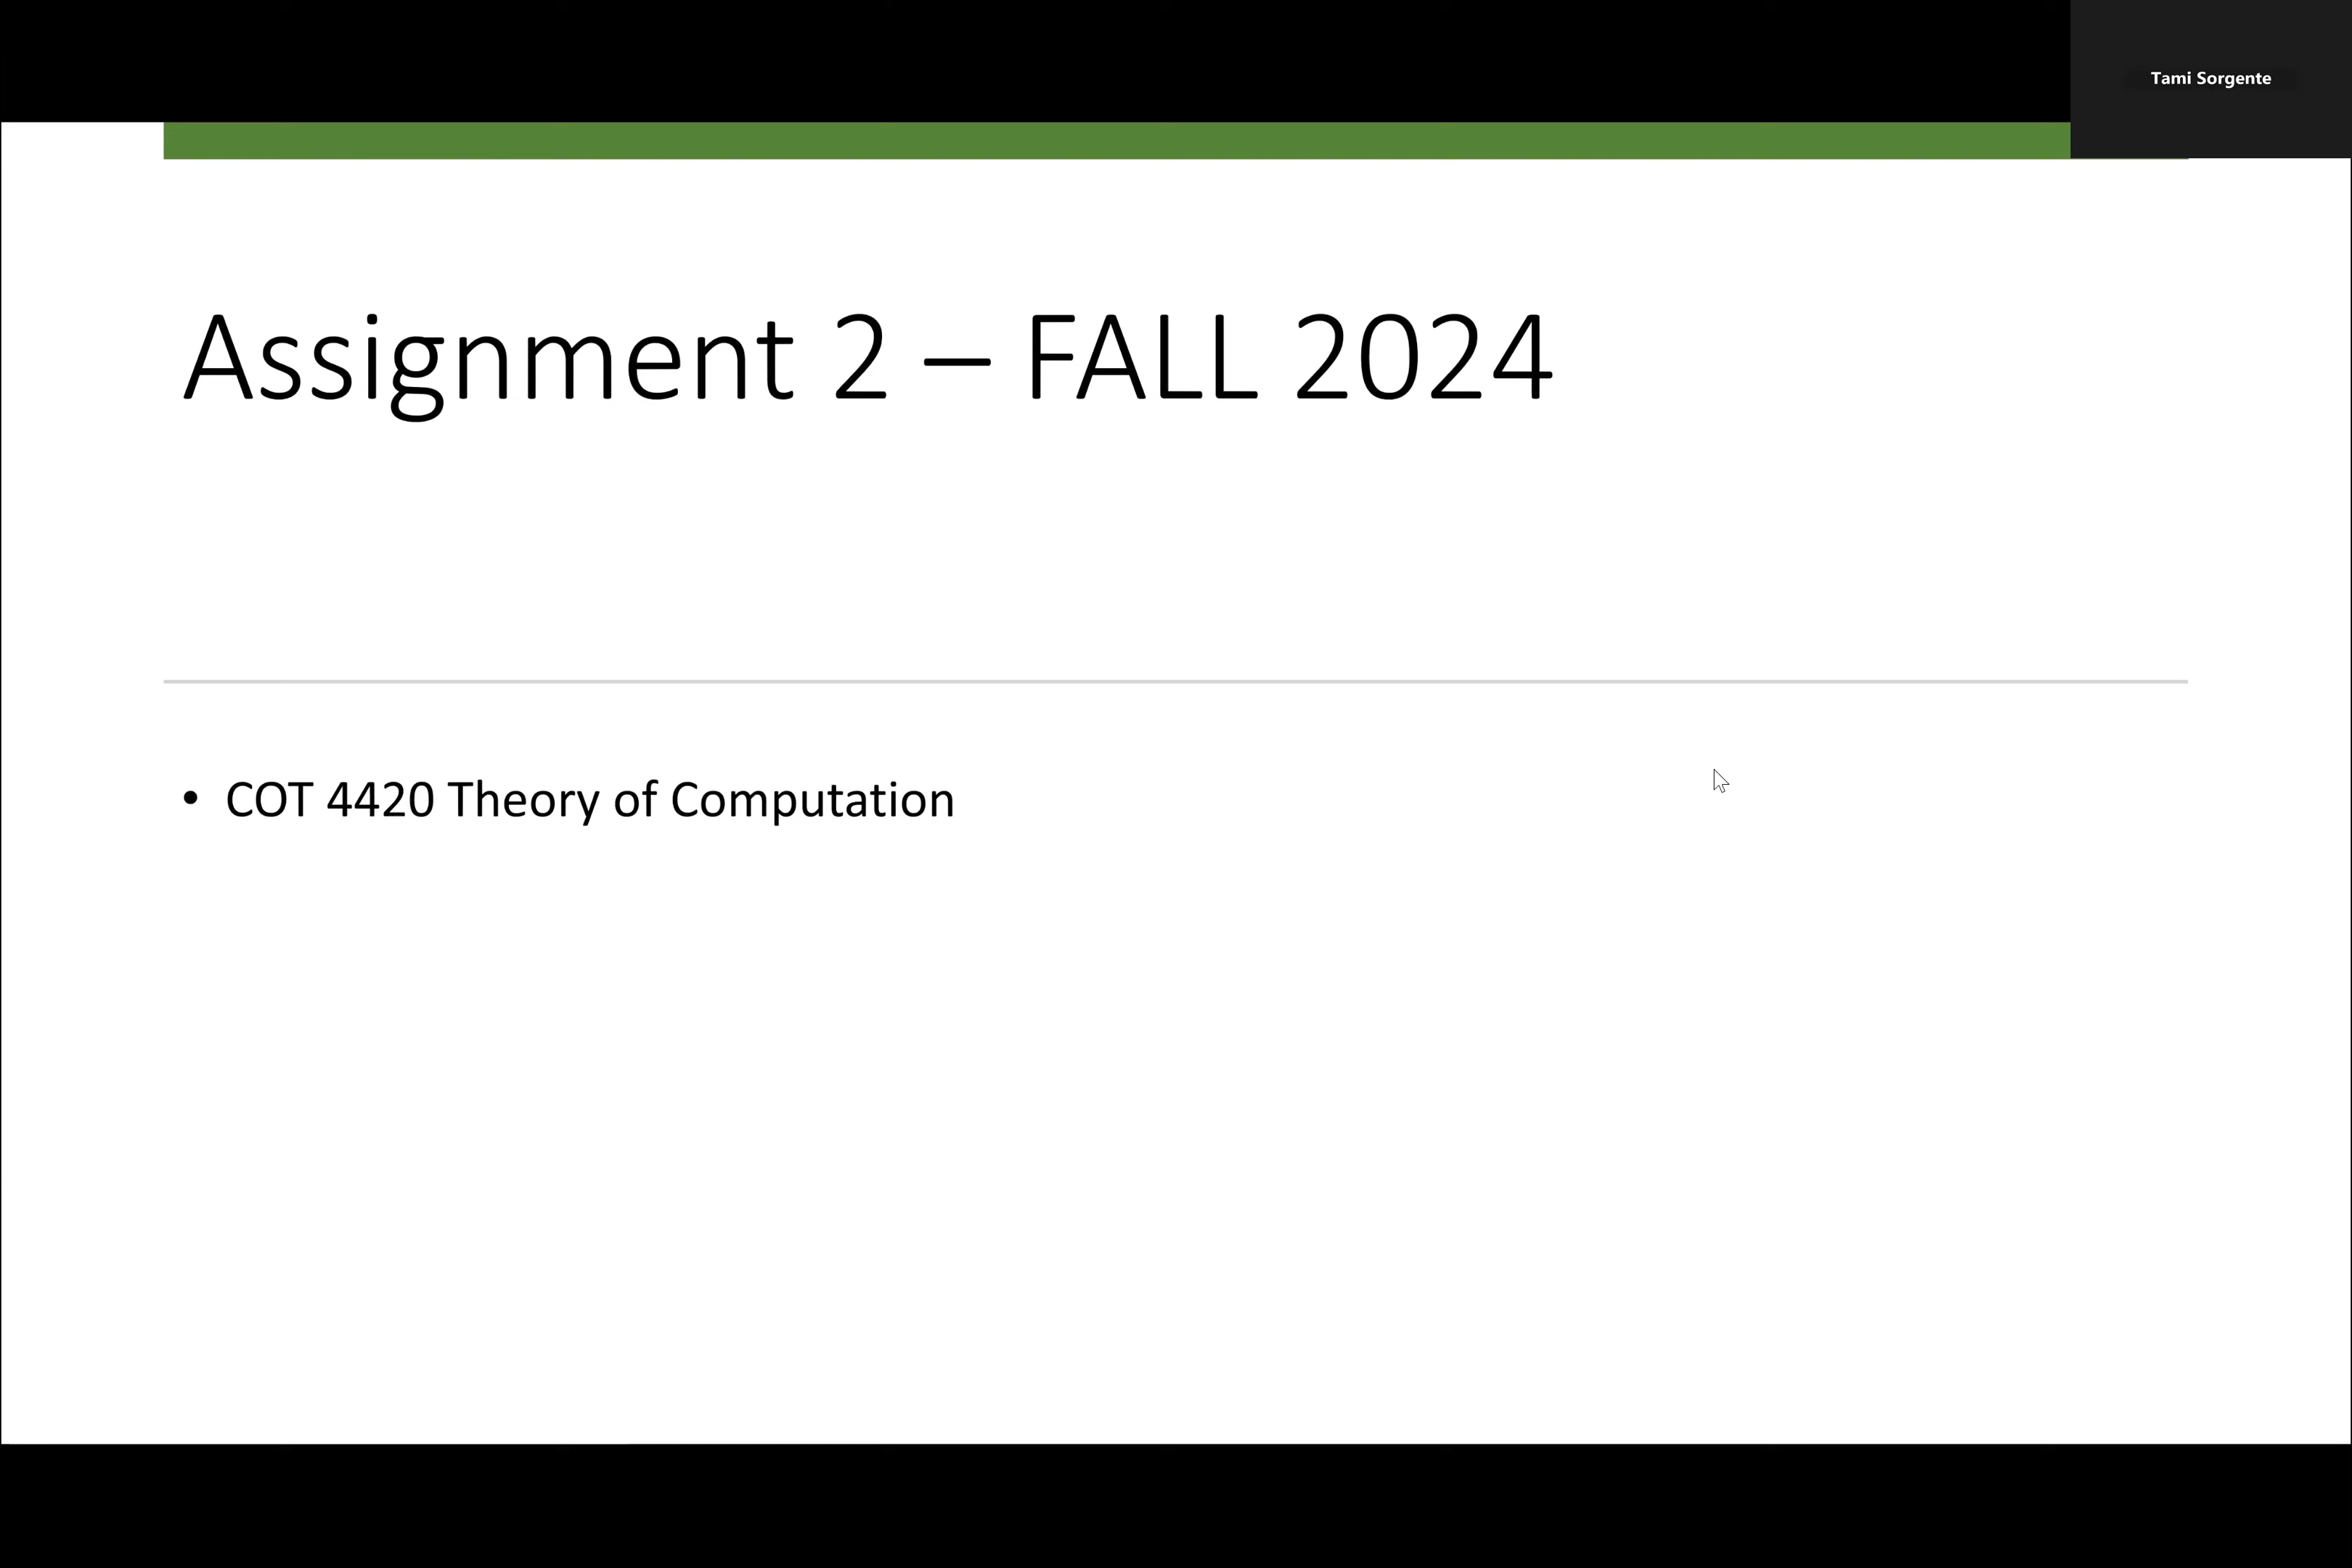 Tami Sorgente
Assignment 2 – FALL 2024
• COT 4420 Theory of Computation